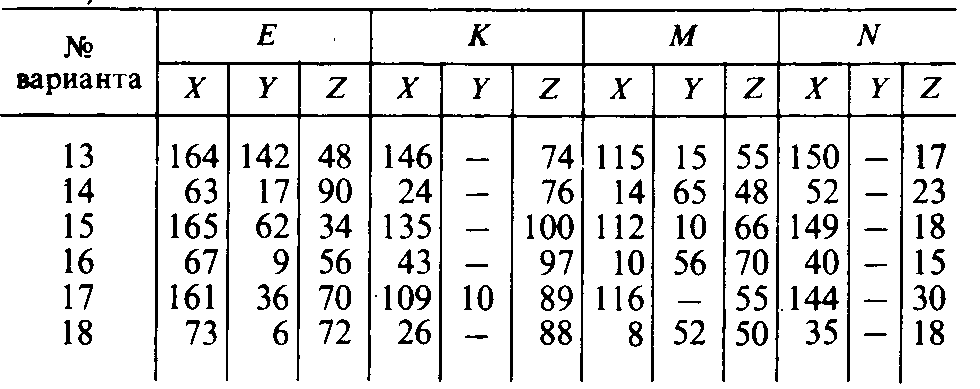 № варианта E K M N
X Y Z X Y Z X Y Z X Y Z
13 164 142 48 146 — 74 115 15 55 150 — 17
14 63 17 90 24 — 76 14 65 48 52 — 23
15 165 62 34 135 — 100 112 10 66 149 — 18
16 67 9 56 43 — 97 10 56 70 40 — 15
17 161 36 70 109 10 89 116 — 55 144 — 30
18 73 6 72 26 — 88 8 52 50 35 — 18